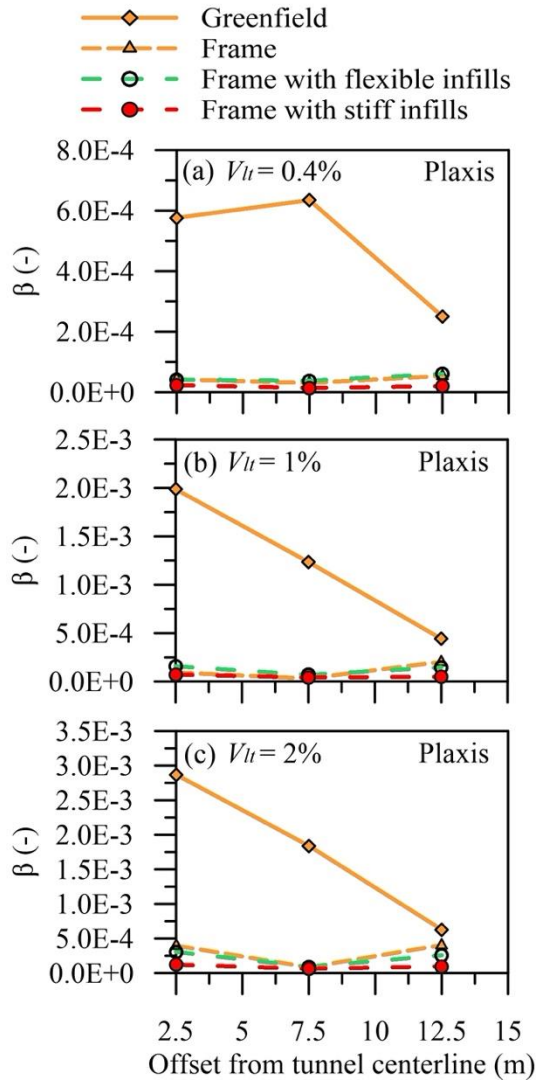 Greenfield
Frame
Frame with flexible infills
Frame with stiff infills
8.0E-4
(a) Vlt = 0.4% Plaxis
6.0E-4
β (-)
4.0E-4
2.0E-4
0.0E+0
2.5E-3
(b) Vlt = 1% Plaxis
2.0E-3
1.5E-3
β (-)
1.0E-3
5.0E-4
0.0E+0
3.5E-3
(c) Vlt = 2% Plaxis
3.0E-3
2.5E-3
2.0E-3
β (-)
1.5E-3
1.0E-3
5.0E-4
0.0E+0
2.5 5 7.5 10 12.5 15
Offset from tunnel centerline (m)